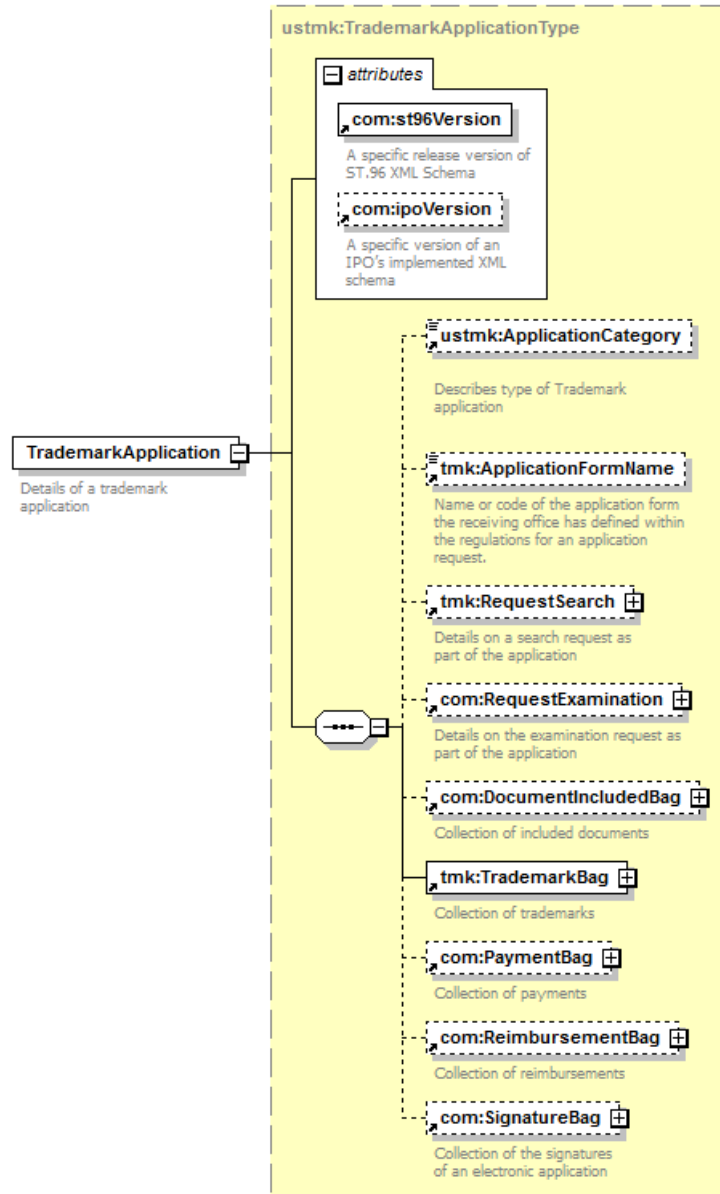 ustmk:TrademarkApplicationType
attributes
com:st96Version
A specific release version of
ST.96 XML Schema
com:ipoVersion
A specific version of an
IPO's implemented XML
schema
ustmk:ApplicationCategory
Describes type of Trademark
application
TrademarkApplication
Details of a trademark
application
tmk:ApplicationFormName
Name or code of the application form
the receiving office has defined within
the regulations for an application
request.
tmk:RequestSearch
Details on a search request as
part of the application
com:RequestExamination
Details on the examination request as
part of the application
com:DocumentIncludedBag
Collection of included documents
tmk:TrademarkBag
Collection of trademarks
com:PaymentBag
Collection of payments
com:ReimbursementBag
Collection of reimbursements
com:SignatureBag
Collection of the signatures
of an electronic application